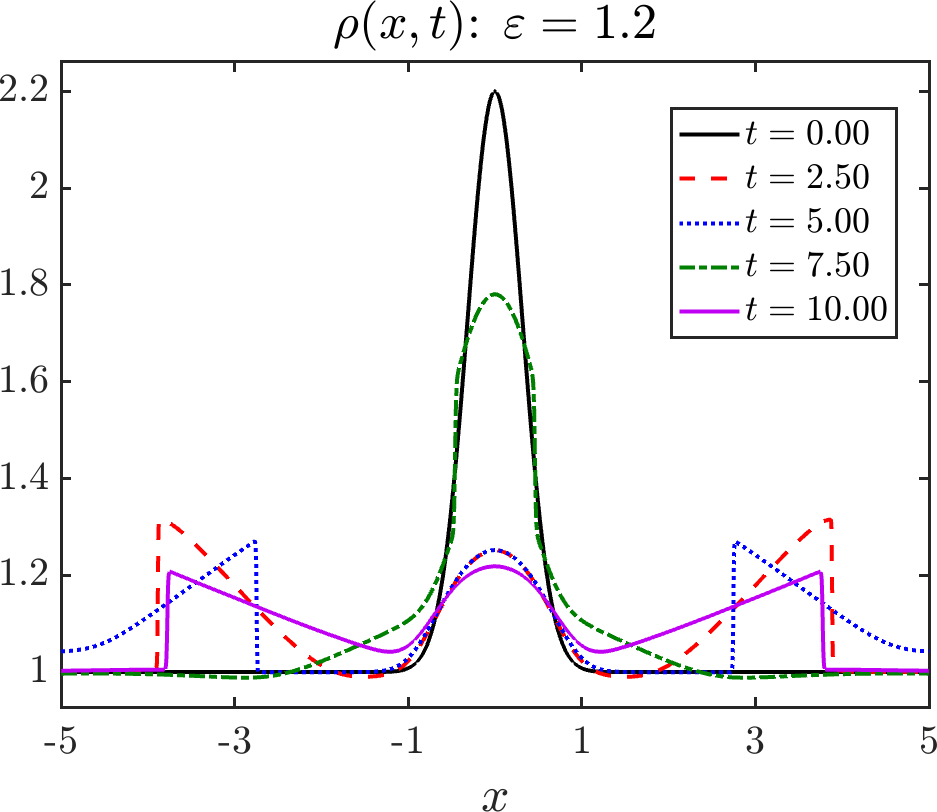 ρ(x, t): ε = 1.2
2.2
2
1.8
1.6
1.4
1.2
1
-5 -3 -1 1 3 5
x
t = 0.00
t = 2.50
t = 5.00
t = 7.50
t = 10.00